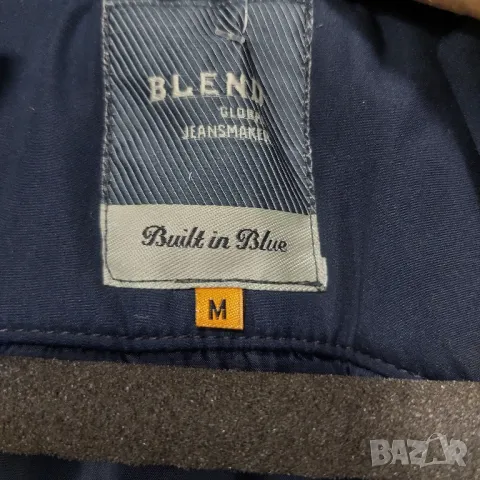 BLEND
GLOBAL
JEANSMAKER
Built in Blue
M
BAZAR